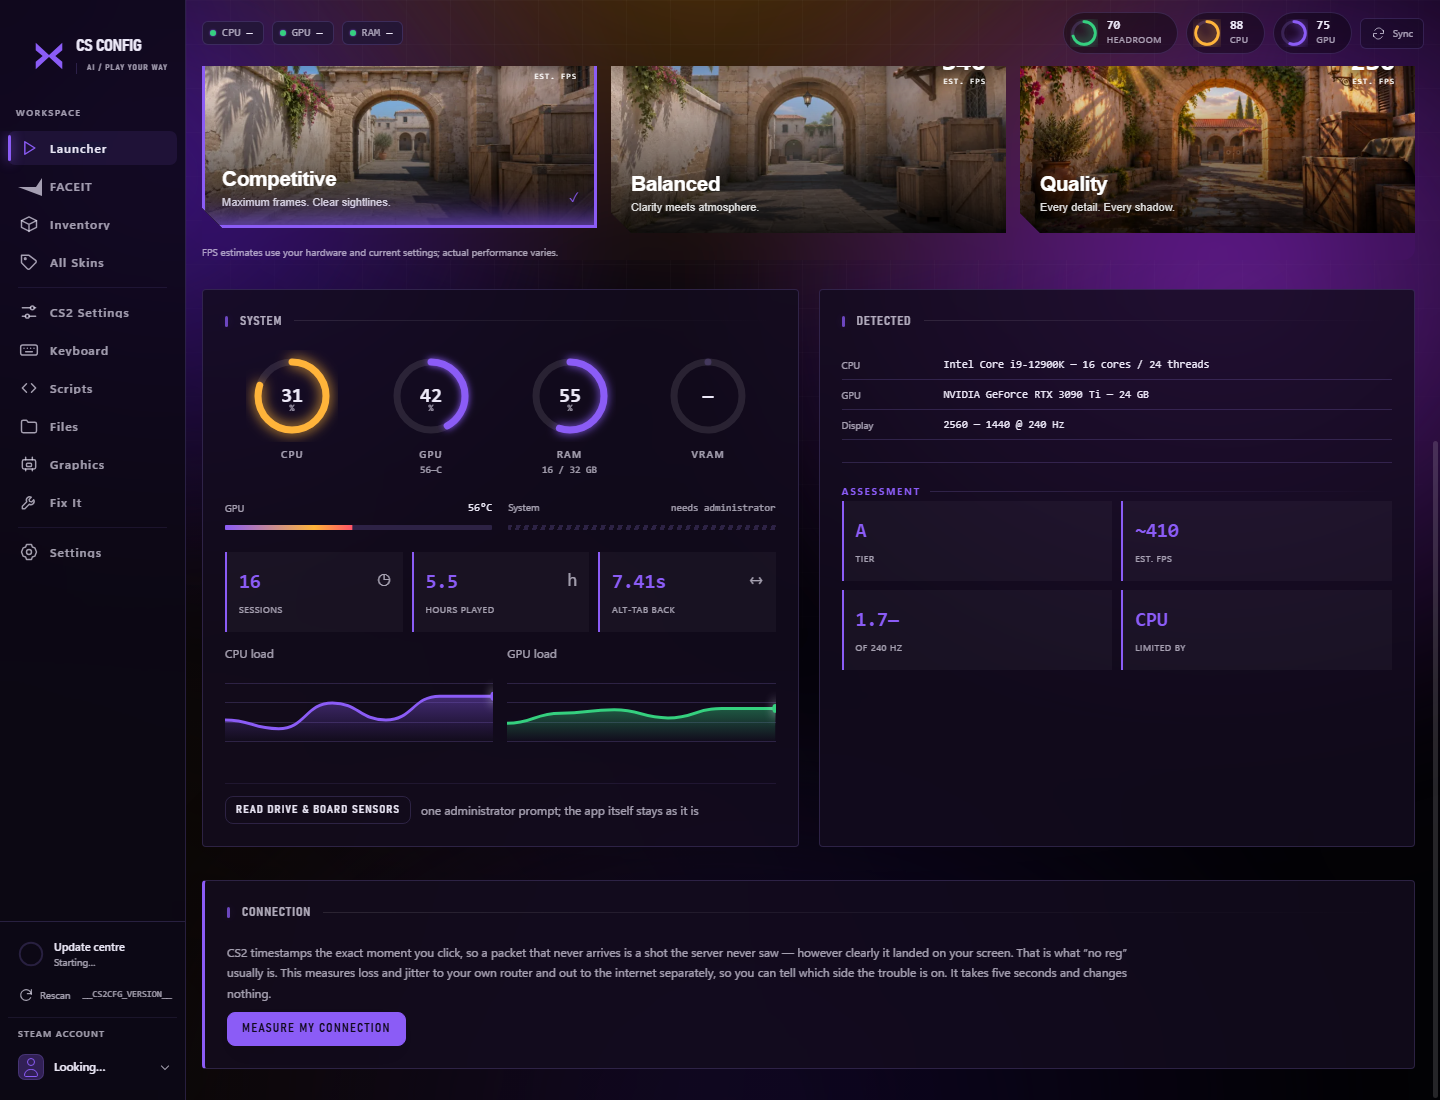 CS CONFIG
AI / PLAY YOUR WAY
WORKSPACE
Launcher
FACEIT
Inventory
All Skins
CS2 Settings
Keyboard
Scripts
Files
Graphics
Fix It
Settings
Update centre
Starting...
Rescan
__CS2CFG_VERSION__
STEAM ACCOUNT
Looking...
CPU —
GPU —
RAM —
70
HEADROOM
88
CPU
75
GPU
Sync
EST. FPS
Competitive
Maximum frames. Clear sightlines.
EST. FPS
Balanced
Clarity meets atmosphere.
EST. FPS
Quality
Every detail. Every shadow.
FPS estimates use your hardware and current settings; actual performance varies.
SYSTEM
31
%
CPU
42
%
GPU
56—C
55
%
RAM
16 / 32 GB
—
VRAM
GPU
56°C
System
needs administrator
16
SESSIONS
5.5
h
HOURS PLAYED
7.41s
ALT-TAB BACK
CPU load
GPU load
READ DRIVE & BOARD SENSORS
one administrator prompt; the app itself stays as it is
DETECTED
CPU
Intel Core i9-12900K — 16 cores / 24 threads
GPU
NVIDIA GeForce RTX 3090 Ti — 24 GB
Display
2560 — 1440 @ 240 Hz
ASSESSMENT
A
TIER
~410
EST. FPS
1.7—
OF 240 HZ
CPU
LIMITED BY
CONNECTION
CS2 timestamps the exact moment you click, so a packet that never arrives is a shot the server never saw — however clearly it landed on your screen. That is what "no reg"
usually is. This measures loss and jitter to your own router and out to the internet separately, so you can tell which side the trouble is on. It takes five seconds and changes
nothing.
MEASURE MY CONNECTION